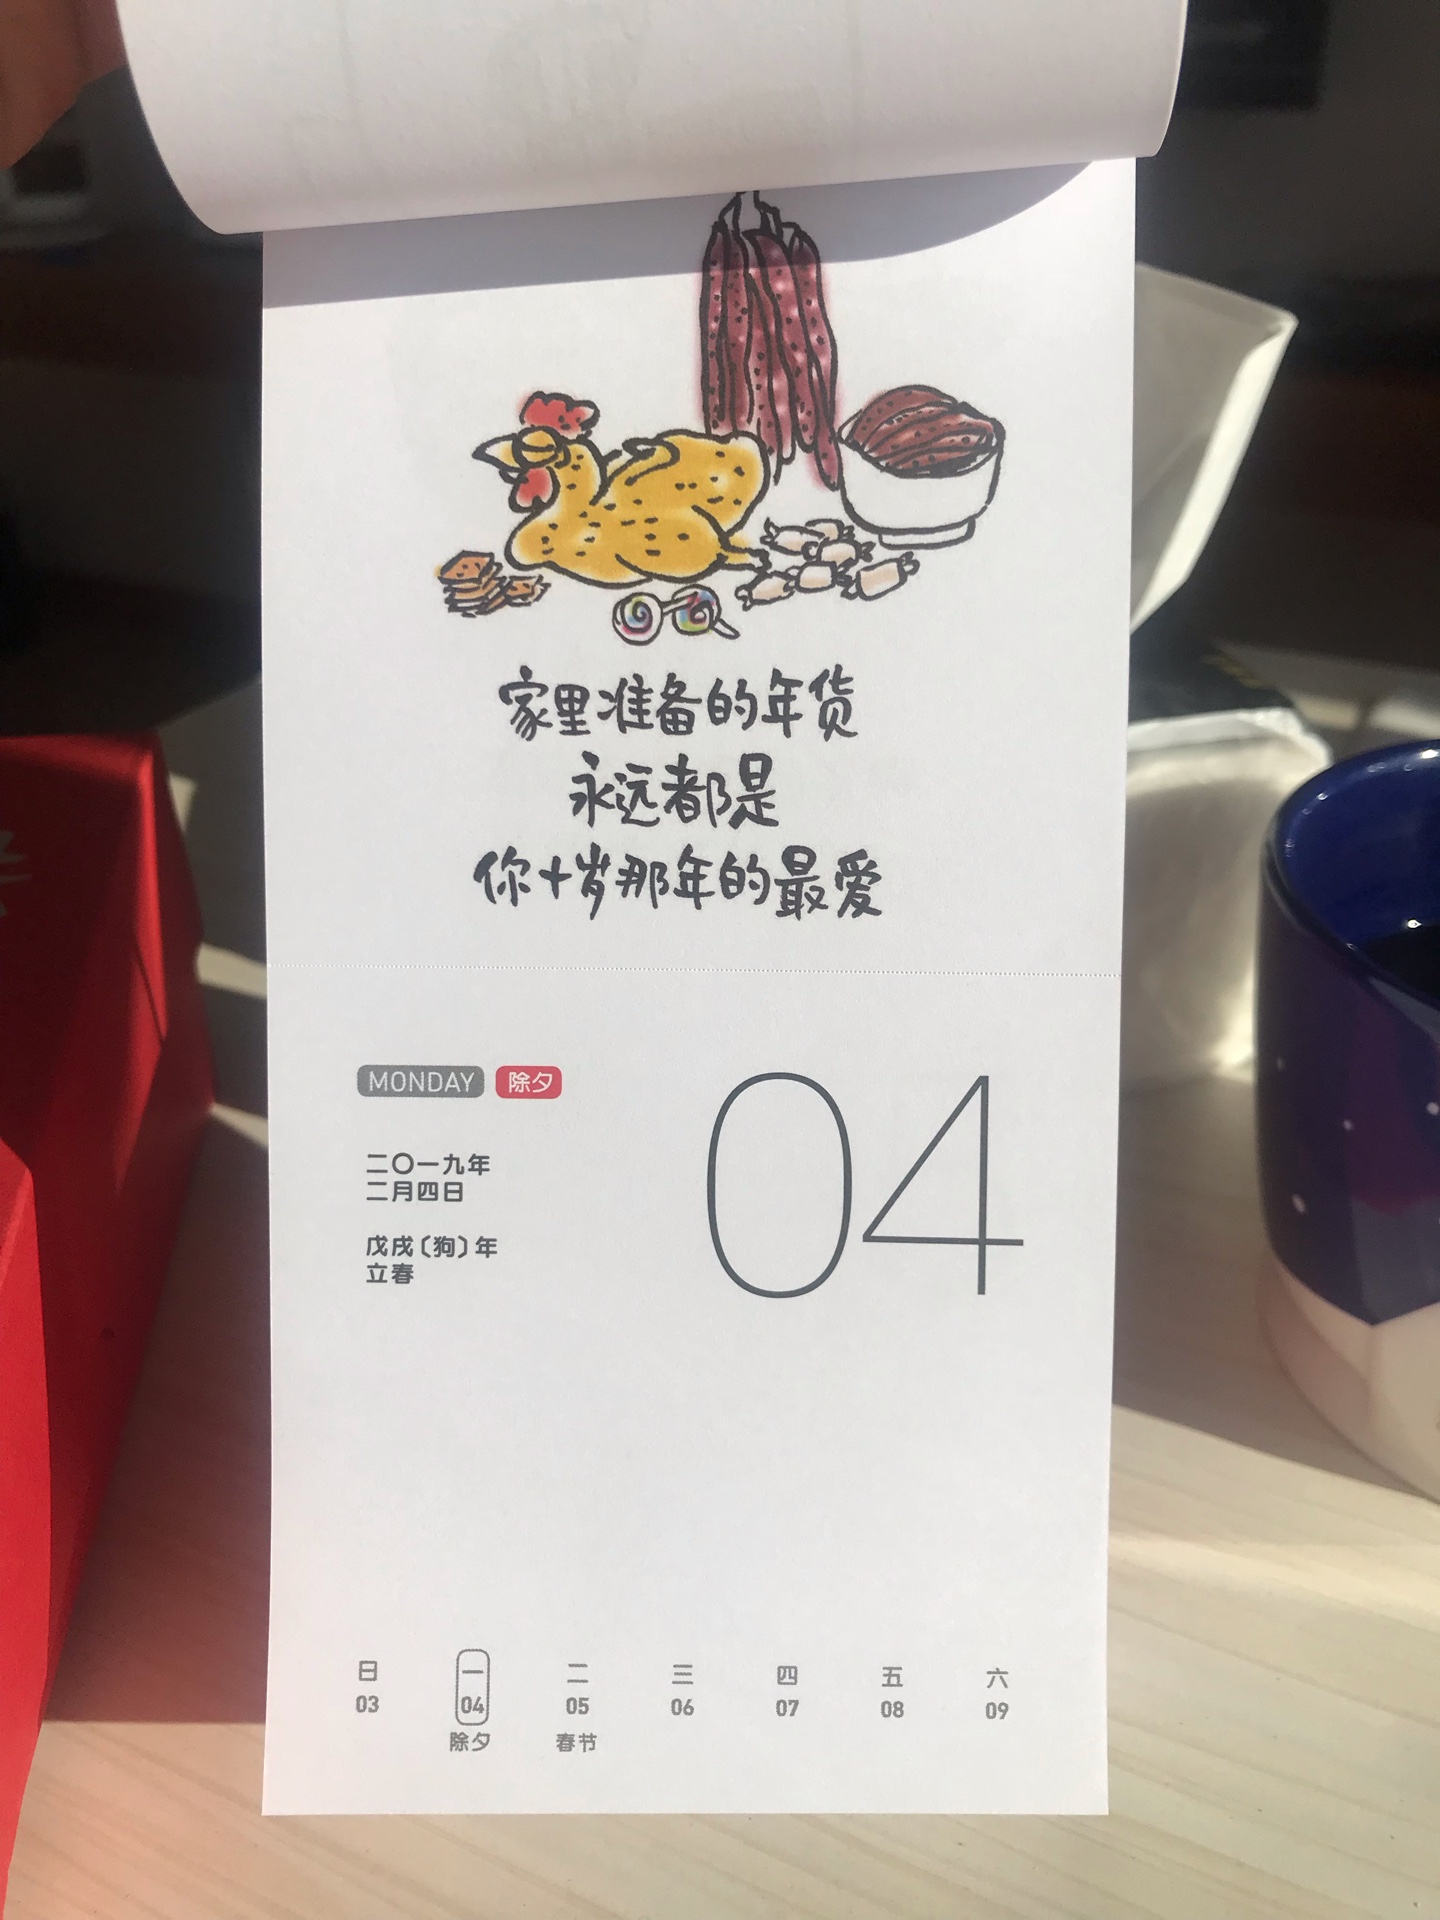 家里准备的年货
永远都是
你十岁那年的最爱
MONDAY 除夕
04
二〇一九年
二月四日
戊戌〔狗〕年
立春
日 一 二 三 四 五 六
03 04 05 06 07 08 09
除夕 春节